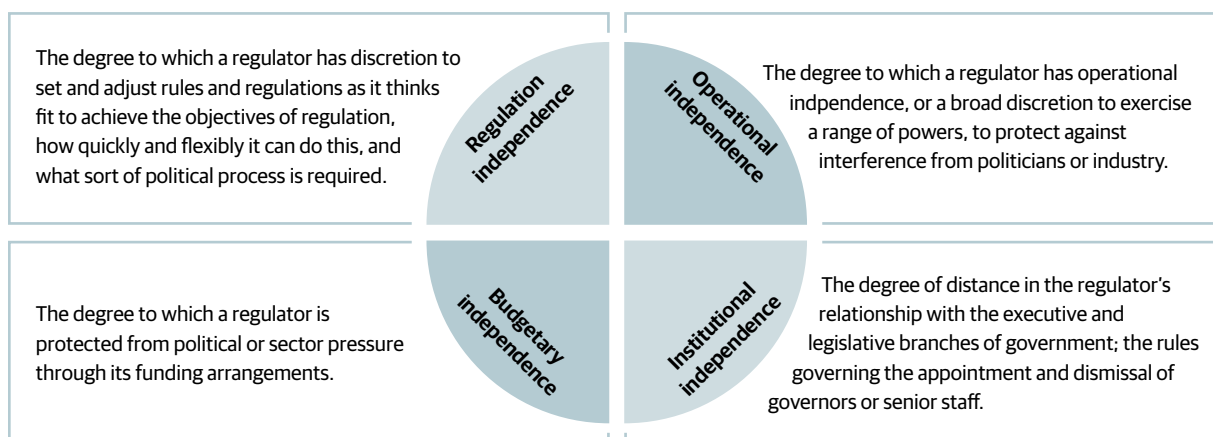 The degree to which a regulator has discretion to
set and adjust rules and regulations as it thinks
fit to achieve the objectives of regulation,
how quickly and flexibly it can do this, and
what sort of political process is required.
Regulation
independence
Operational
independence
The degree to which a regulator has operational
indpendence, or a broad discretion to exercise
a range of powers, to protect against
interference from politicians or industry.
The degree to which a regulator is
protected from political or sector pressure
through its funding arrangements.
Budgetary
independence
Institutional
independence
The degree of distance in the regulator's
relationship with the executive and
legislative branches of government; the rules
governing the appointment and dismissal of
governors or senior staff.